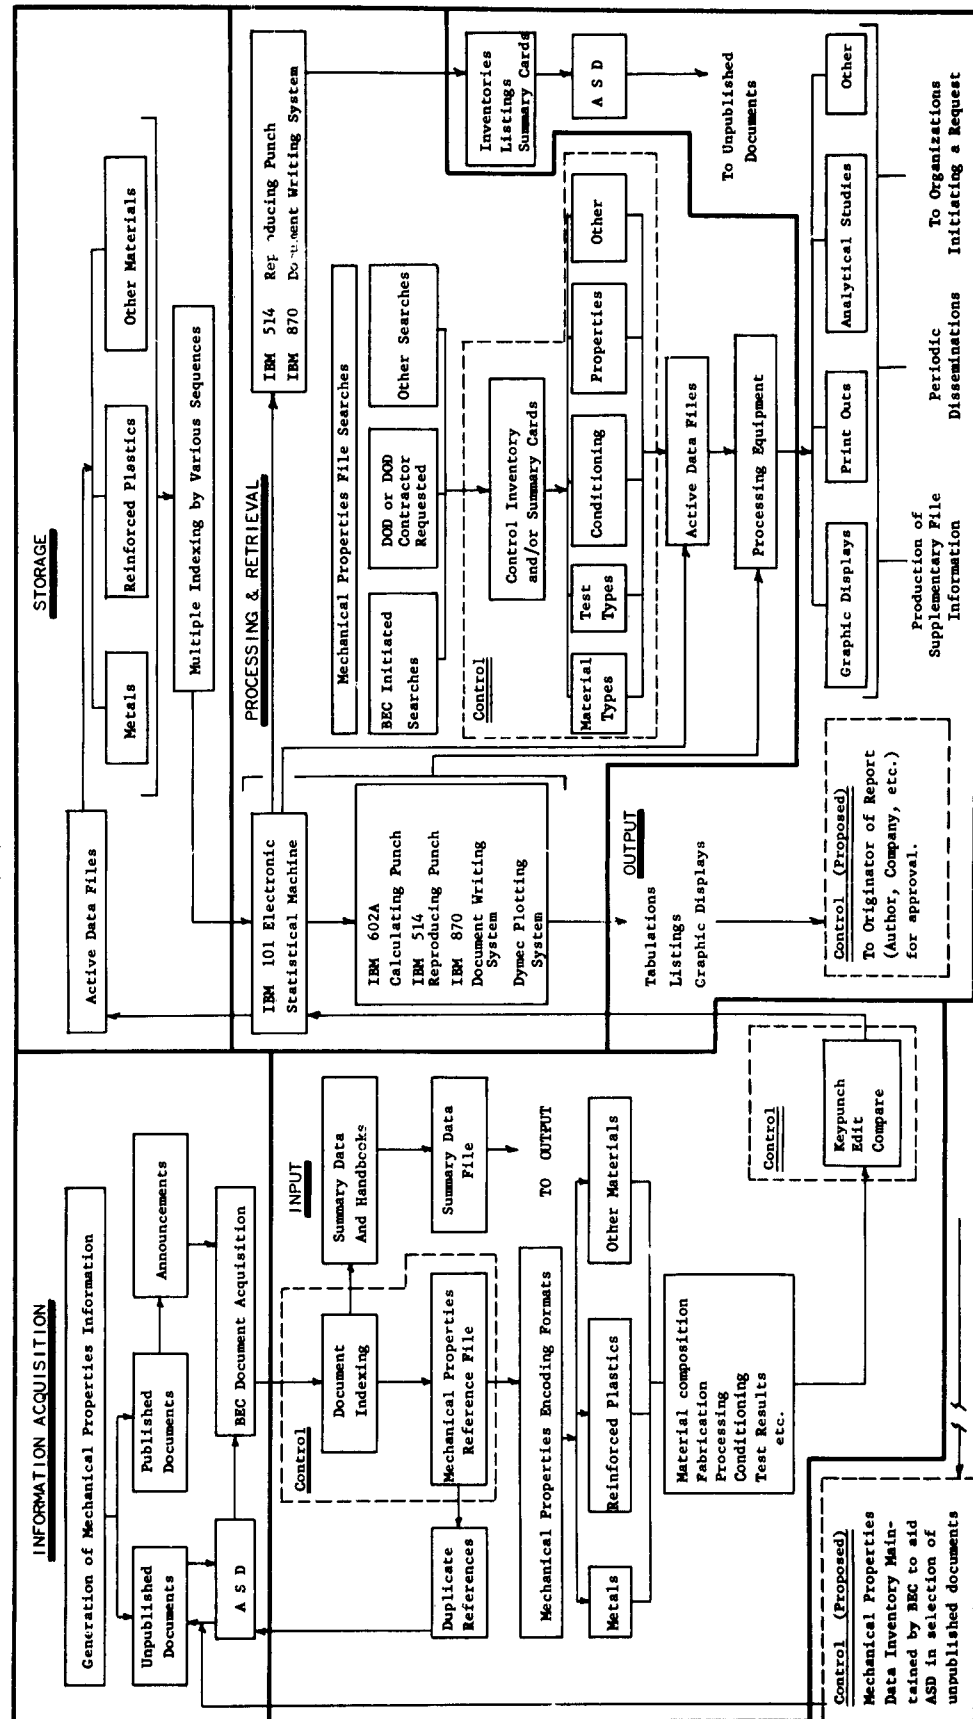 INFORMATION ACQUISITION
Generation of Mechanical Properties Information
Unpublished
Documents
Published
Documents
Announcements
A S D
BEC Document Acquisition
INPUT
Control
Document
Indexing
Summary Data
And Handbooks
Mechanical Properties
Reference File
Summary Data
File
Duplicate
References
TO OUTPUT
Mechanical Properties Encoding Formats
Metals
Reinforced Plastics
Other Materials
Material composition
Fabrication
Processing
Conditioning
Test Results
etc.
Control
Keypunch
Edit
Compare
Control (Proposed)
Mechanical Properties
Data Inventory Main-
tained by BEC to aid
ASD in selection of
unpublished documents
STORAGE
Active Data Files
Metals
Reinforced Plastics
Other Materials
Multiple Indexing by Various Sequences
PROCESSING & RETRIEVAL
IBM 101 Electronic
Statistical Machine
IBM 514 Rep oducing Punch
IBM 870 Document Writing System
IBM 602A
Calculating Punch
IBM 514
Reproducing Punch
IBM 870
Document Writing
System
Dymec Plotting
System
Mechanical Properties File Searches
BEC Initiated
Searches
DOD or DOD
Contractor
Requested
Other Searches
Control
Control Inventory
and/or Summary Cards
Material
Types
Test
Types
Conditioning
Properties
Other
Active Data Files
Processing Equipment
Inventories
Listings
Summary Cards
A S D
To Unpublished
Documents
OUTPUT
Tabulations
Listings
Graphic Displays
Control (Proposed)
To Originator of Report
(Author, Company, etc.)
for approval.
Graphic Displays
Print Outs
Analytical Studies
Other
Production of
Supplementary File
Information
Periodic
Disseminations
To Organizations
Initiating a Request